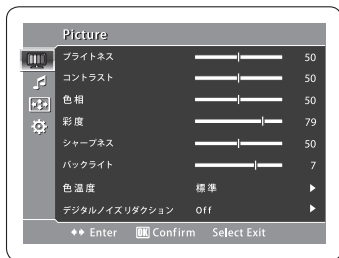 Picture
ブライトネス 50
コントラスト 50
色相 50
彩度 79
シャープネス 50
バックライト 7
色温度 標準
デジタルノイズリダクション Off
Enter OK Confirm Select Exit